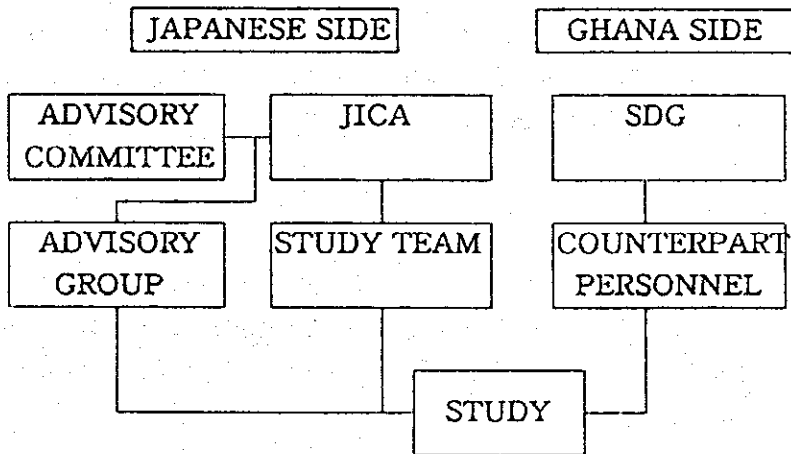 JAPANESE SIDE
GHANA SIDE
ADVISORY
COMMITTEE
JICA
SDG
ADVISORY
GROUP
STUDY TEAM
COUNTERPART
PERSONNEL
STUDY